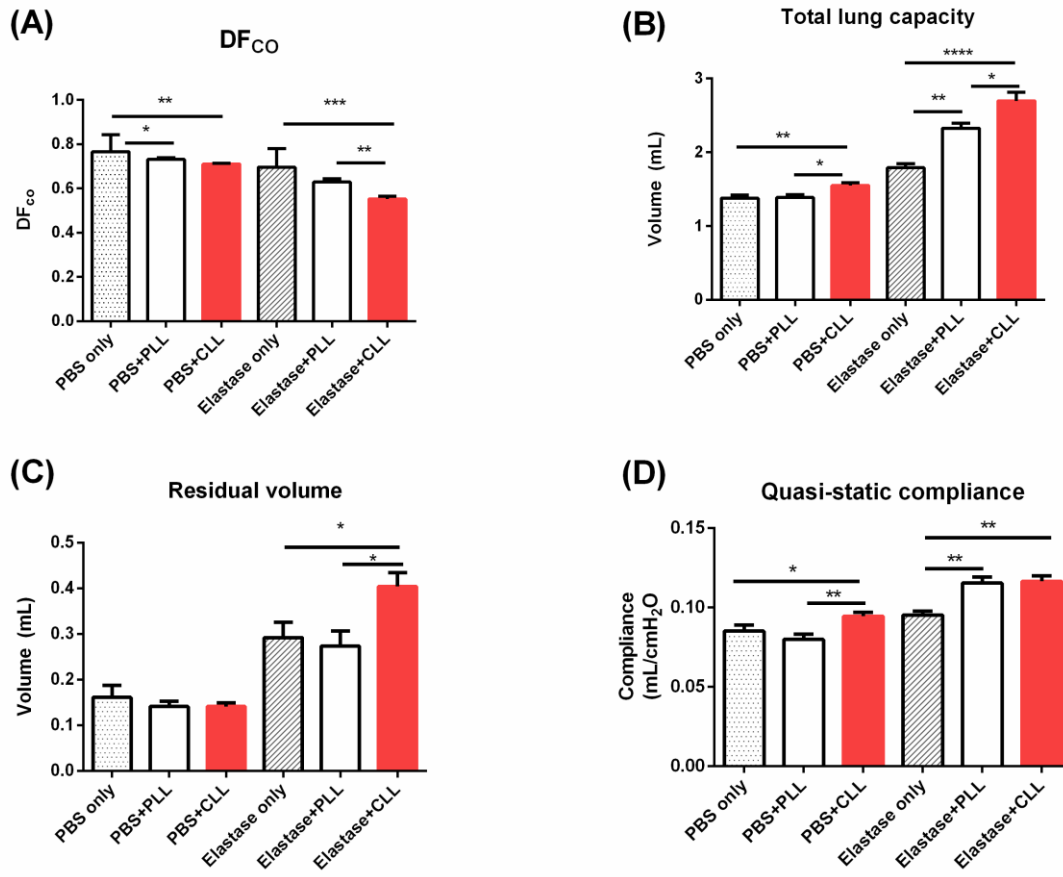 (A)
DF_CO
**
*
***
**
1.0
0.8
0.6
0.4
0.2
0.0
DF_co
PBS only
PBS+PLL
PBS+CLL
Elastase only
Elastase+PLL
Elastase+CLL
(B)
Total lung capacity
****
*
**
**
*
3
2
1
0
Volume (mL)
PBS only
PBS+PLL
PBS+CLL
Elastase only
Elastase+PLL
Elastase+CLL
(C)
Residual volume
*
*
0.5
0.4
0.3
0.2
0.1
0.0
Volume (mL)
PBS only
PBS+PLL
PBS+CLL
Elastase only
Elastase+PLL
Elastase+CLL
(D)
Quasi-static compliance
**
**
*
**
0.15
0.10
0.05
0.00
Compliance
(mL/cmH₂O)
PBS only
PBS+PLL
PBS+CLL
Elastase only
Elastase+PLL
Elastase+CLL